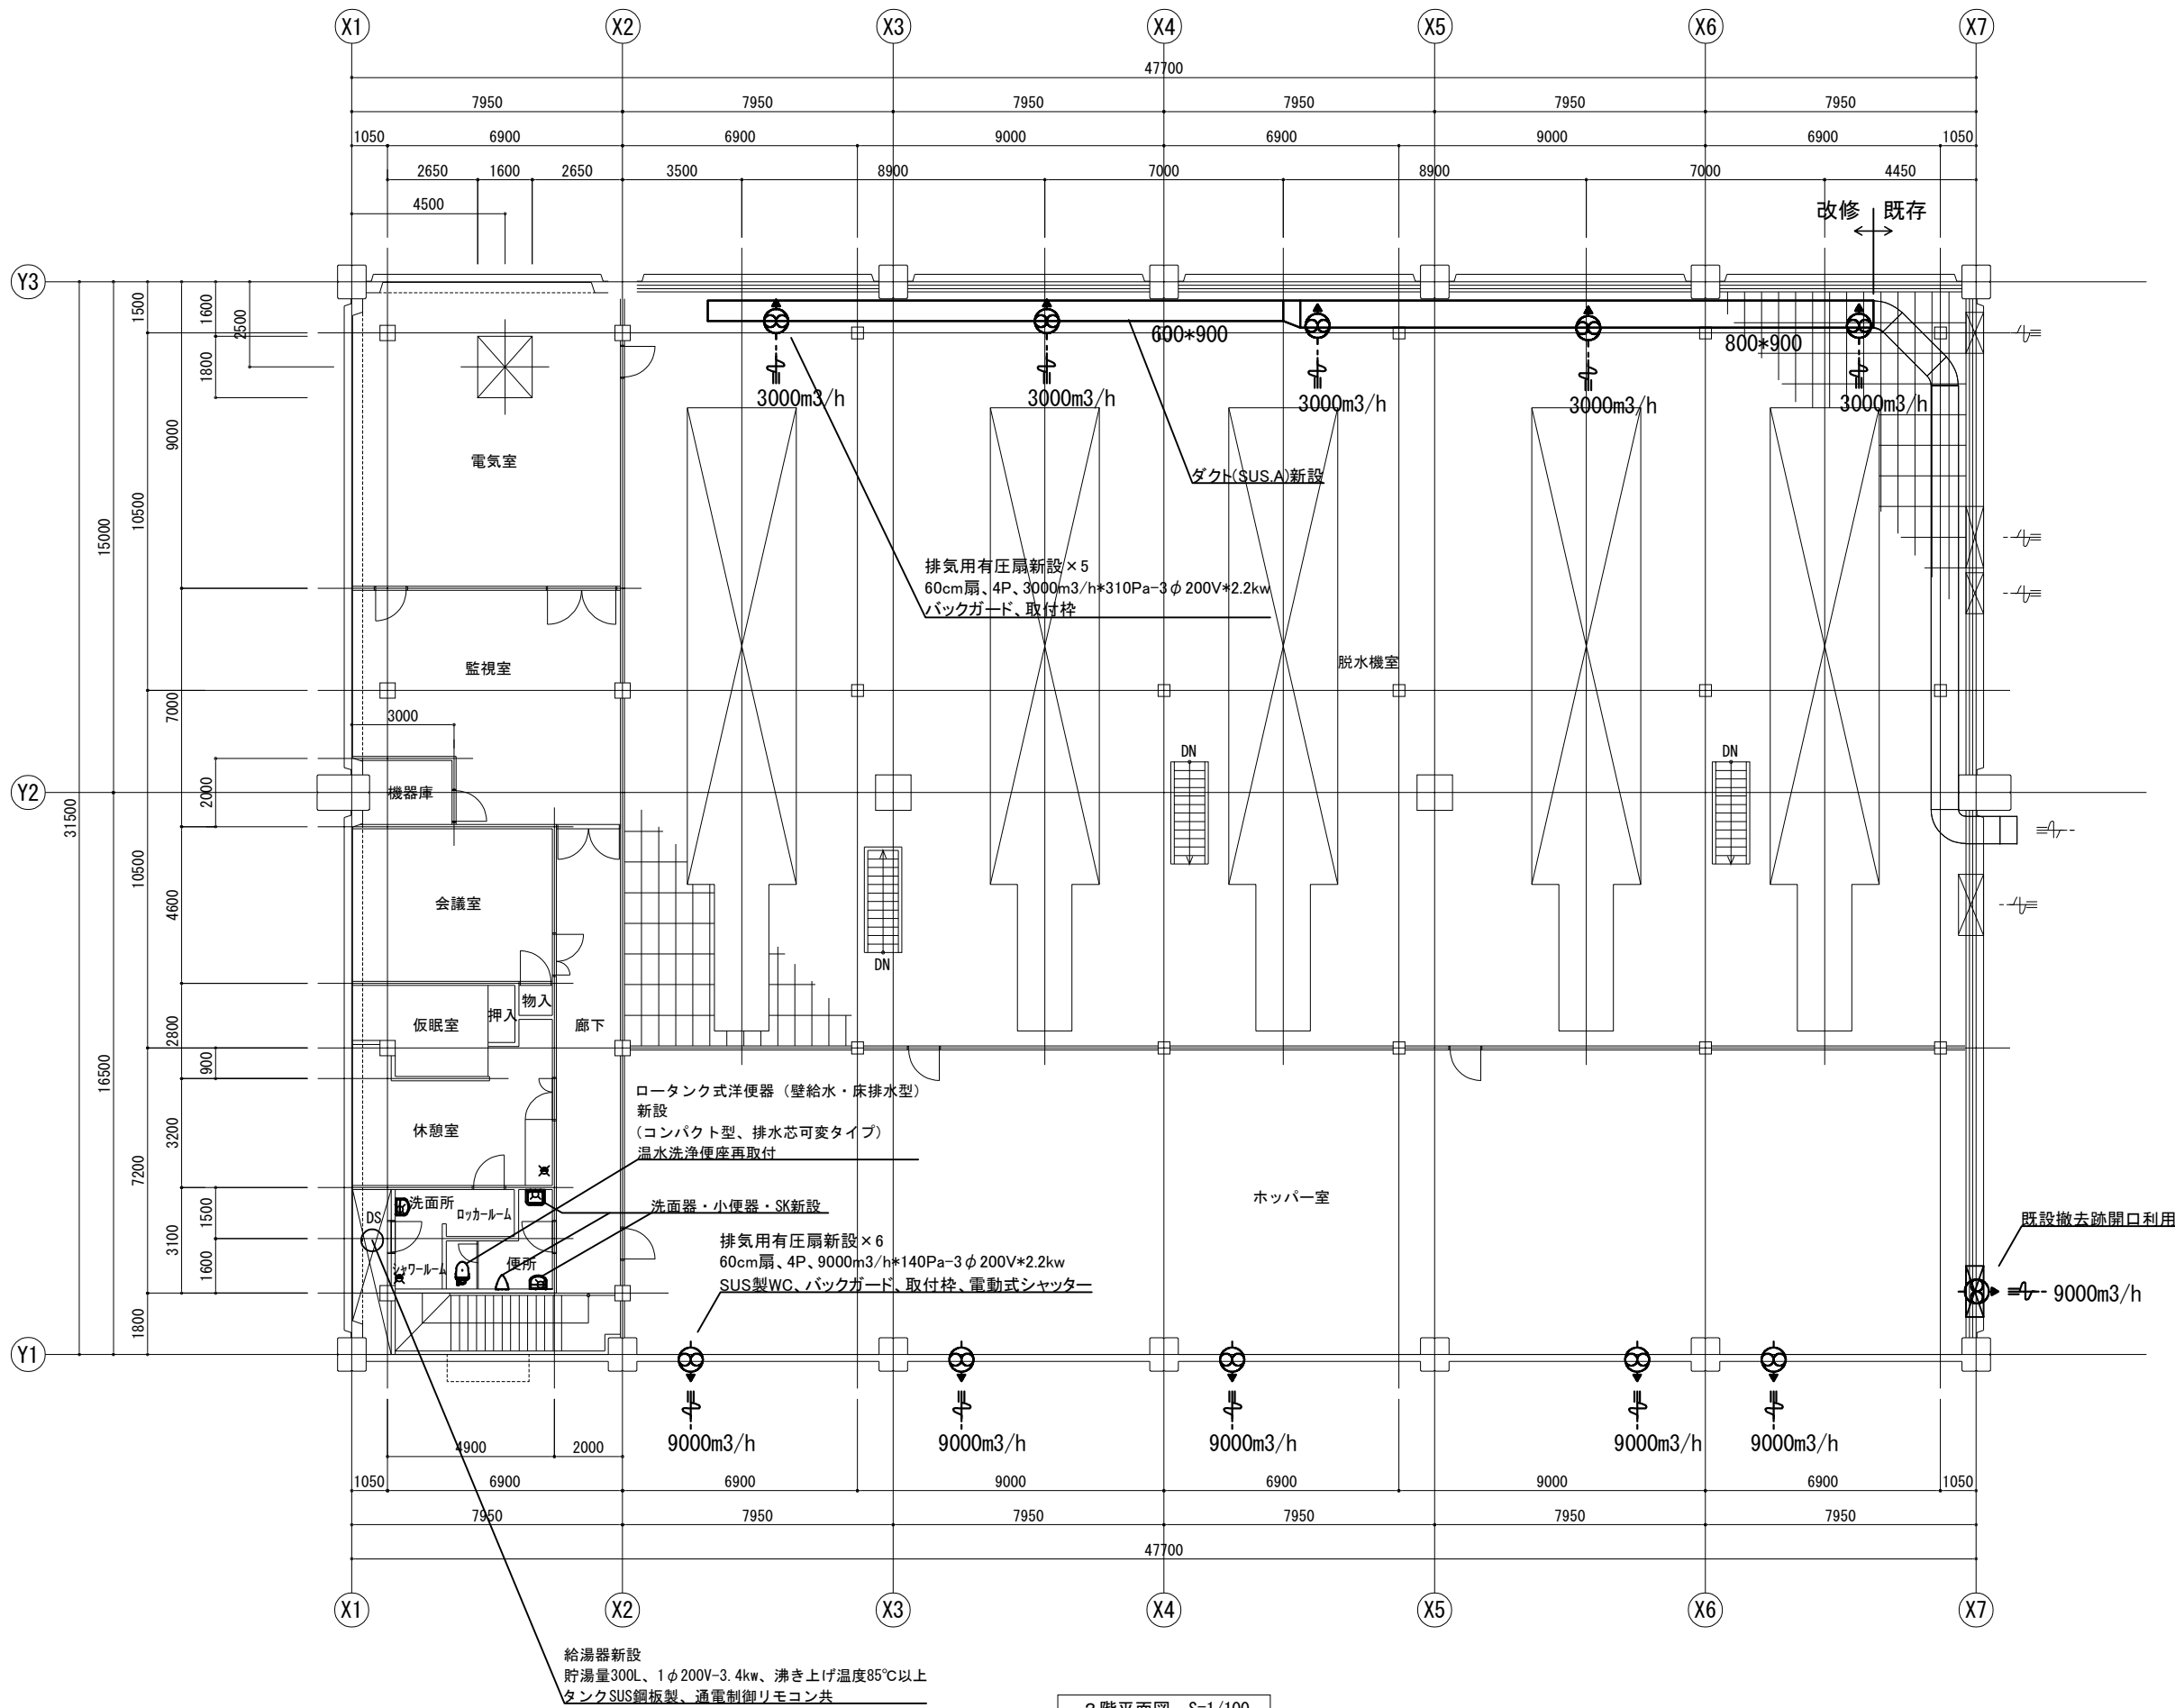 X1 X2 X3 X4 X5 X6 X7
47700
7950 7950 7950 7950 7950 7950
1050 6900 6900 9000 6900 9000 6900 1050
2650 1600 2650 3500 8900 7000 8900 7000 4450
4500
改修 既存
Y3
1500
1600
2500
1800
600*900
800*900
3000m3/h 3000m3/h 3000m3/h 3000m3/h 3000m3/h
9000
電気室
ダクト(SUS.A)新設
10500
15000
排気用有圧扇新設×5
60cm扇、4P、3000m3/h*310Pa-3φ200V*2.2kw
バックガード、取付枠
監視室
脱水機室
7000
3000
DN
DN
Y2
2000
機器庫
31500
10500
4600
会議室
DN
物入
押入
仮眠室
廊下
2800
900
16500
ロータンク式洋便器（壁給水・床排水型）
新設
（コンパクト型、排水芯可変タイプ）
温水洗浄便座再取付
休憩室
3200
7200
洗面所
ロッカールーム
洗面器・小便器・SK新設
ホッパー室
DS
1500
3100
既設撤去跡開口利用
排気用有圧扇新設×6
60cm扇、4P、9000m3/h*140Pa-3φ200V*2.2kw
SUS製WC、バックガード、取付枠、電動式シャッター
シャワールーム
便所
1600
9000m3/h
1800
Y1
9000m3/h 9000m3/h 9000m3/h 9000m3/h 9000m3/h
4900 2000
1050 6900 6900 9000 6900 9000 6900 1050
7950 7950 7950 7950 7950 7950
47700
X1 X2 X3 X4 X5 X6 X7
給湯器新設
貯湯量300L、1φ200V-3.4kw、沸き上げ温度85℃以上
タンクSUS鋼板製、通電制御リモコン共
階平面図 S=1/100